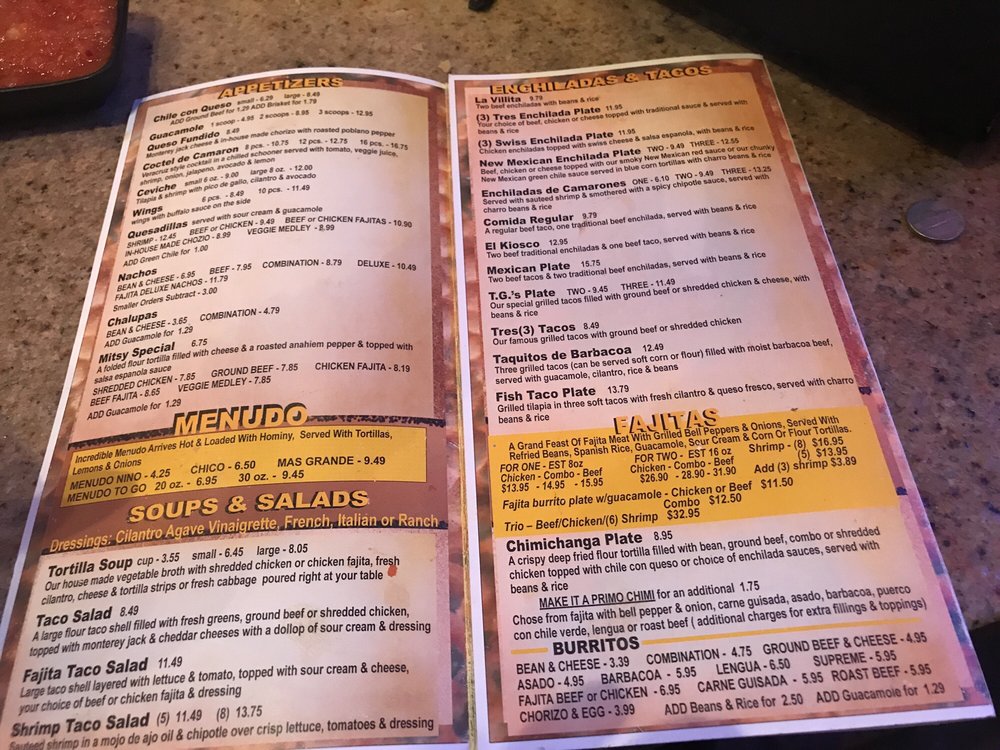 APPETIZERS
Chile con Queso small - 6.29 large - 8.49
ADD Ground Beef for 1.29 ADD Brisket for 1.79
Guacamole 1 scoop - 4.95 2 scoops - 8.95 3 scoops - 12.95
Queso Fundido 8.49
Monterey jack cheese & in-house made chorizo with roasted poblano pepper
Coctel de Camaron 8 pcs. - 10.75 12 pcs. - 12.75 16 pcs. - 16.75
Veracruz style cocktail in a chilled schooner served with tomato, veggie juice,
shrimp, onion, jalapeno, avocado & lemon
Ceviche small 6 oz. - 9.00 large 8 oz. - 12.00
Tilapia & shrimp with pico de gallo, cilantro & avocado
Wings 6 pcs. - 8.49 10 pcs. - 11.49
wings with buffalo sauce on the side
Quesadillas served with sour cream & guacamole
SHRIMP - 12.45 BEEF or CHICKEN - 9.49 BEEF or CHICKEN FAJITAS - 10.90
IN-HOUSE MADE CHOZIO - 8.99 VEGGIE MEDLEY - 8.99
ADD Green Chile for 1.00
Nachos
BEAN & CHEESE - 6.95 BEEF - 7.95 COMBINATION - 8.79 DELUXE - 10.49
FAJITA DELUXE NACHOS - 11.79
Smaller Orders Subtract - 3.00
Chalupas
BEAN & CHEESE - 3.65 COMBINATION - 4.79
ADD Guacamole for 1.29
Mitsy Special 6.75
A folded flour tortilla filled with cheese & a roasted anahiem pepper & topped with
salsa espanola sauce
SHREDDED CHICKEN - 7.85 GROUND BEEF - 7.85 CHICKEN FAJITA - 8.19
BEEF FAJITA - 8.65 VEGGIE MEDLEY - 7.85
ADD Guacamole for 1.29
MENUDO
Incredible Menudo Arrives Hot & Loaded With Hominy, Served With Tortillas,
Lemons & Onions
MENUDO NINO - 4.25 CHICO - 6.50 MAS GRANDE - 9.49
MENUDO TO GO 20 oz. - 6.95 30 oz. - 9.45
SOUPS & SALADS
Dressings: Cilantro Agave Vinaigrette, French, Italian or Ranch
Tortilla Soup cup - 3.55 small - 6.45 large - 8.05
Our house made vegetable broth with shredded chicken or chicken fajita, fresh
cilantro, cheese & tortilla strips or fresh cabbage poured right at your table
Taco Salad 8.49
A large flour taco shell filled with fresh greens, ground beef or shredded chicken,
topped with monterey jack & cheddar cheeses with a dollop of sour cream & dressing
Fajita Taco Salad 11.49
Large taco shell layered with lettuce & tomato, topped with sour cream & cheese,
your choice of beef or chicken fajita & dressing
Shrimp Taco Salad (5) 11.49 (8) 13.75
Sauteed shrimp in a mojo de ajo oil & chipotle over crisp lettuce, tomatoes & dressing
ENCHILADAS & TACOS
La Villita 9.79
Two beef enchiladas with beans & rice
(3) Tres Enchilada Plate 11.95
Your choice of beef, chicken or cheese topped with traditional sauce & served with
beans & rice
(3) Swiss Enchilada Plate 11.95
Chicken enchiladas topped with swiss cheese & salsa espanola, with beans & rice
New Mexican Enchilada Plate TWO - 9.49 THREE - 12.55
Beef, chicken or cheese topped with our smoky New Mexican red sauce or our chunky
New Mexican green chile sauce served in blue corn tortillas with charro beans & rice
Enchiladas de Camarones ONE - 6.10 TWO - 9.49 THREE - 13.25
Served with sauteed shrimp & smothered with a spicy chipotle sauce, served with
charro beans & rice
Comida Regular 9.79
A regular beef taco, one traditional beef enchilada, served with beans & rice
El Kiosco 12.95
Two beef traditional enchiladas & one beef taco, served with beans & rice
Mexican Plate 15.75
Two beef tacos & two traditional beef enchiladas, served with beans & rice
T.G.'s Plate TWO - 9.45 THREE - 11.49
Our special grilled tacos filled with ground beef or shredded chicken & cheese, with
beans & rice
Tres(3) Tacos 8.49
Our famous grilled tacos with ground beef or shredded chicken
Taquitos de Barbacoa 12.49
Three grilled tacos (can be served soft corn or flour) filled with moist barbacoa beef,
served with guacamole, cilantro, rice & beans
Fish Taco Plate 13.79
Grilled tilapia in three soft tacos with fresh cilantro & queso fresco, served with charro
beans & rice
FAJITAS
A Grand Feast Of Fajita Meat With Grilled Bell Peppers & Onions, Served With
Refried Beans, Spanish Rice, Guacamole, Sour Cream & Corn Or Flour Tortillas.
FOR ONE - EST 8oz FOR TWO - EST 16 oz Shrimp - (8) $16.95
Chicken - Combo - Beef Chicken - Combo - Beef (5) $13.95
$13.95 - 14.95 - 15.95 $26.90 - 28.90 - 31.90 Add (3) shrimp $3.89
Fajita burrito plate w/guacamole - Chicken or Beef $11.50
Combo $12.50
Trio – Beef/Chicken/(6) Shrimp $32.95
Chimichanga Plate 8.95
A crispy deep fried flour tortilla filled with bean, ground beef, combo or shredded
chicken topped with chile con queso or choice of enchilada sauces, served with
beans & rice
MAKE IT A PRIMO CHIMI for an additional 1.75
Chose from fajita with bell pepper & onion, carne guisada, asado, barbacoa, puerco
con chile verde, lengua or roast beef ( additional charges for extra fillings & toppings)
BURRITOS
BEAN & CHEESE - 3.39 COMBINATION - 4.75 GROUND BEEF & CHEESE - 4.95
ASADO - 4.95 BARBACOA - 5.95 LENGUA - 6.50 SUPREME - 5.95
FAJITA BEEF or CHICKEN - 6.95 CARNE GUISADA - 5.95 ROAST BEEF - 5.95
CHORIZO & EGG - 3.99 ADD Beans & Rice for 2.50 ADD Guacamole for 1.29